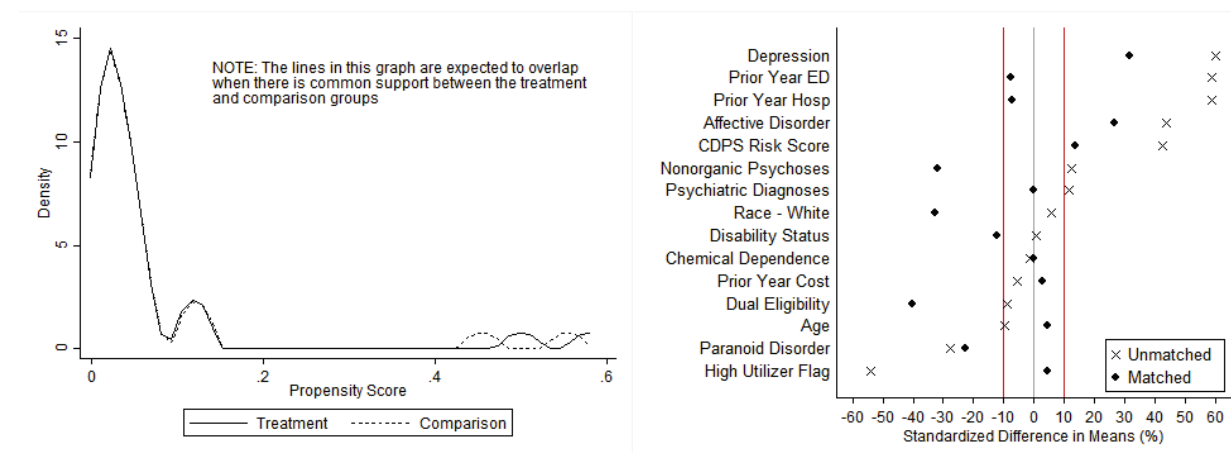 NOTE: The lines in this graph are expected to overlap
when there is common support between the treatment
and comparison groups
Density
15
10
5
0
0
.2
.4
.6
Propensity Score
Treatment
Comparison
Depression
Prior Year ED
Prior Year Hosp
Affective Disorder
CDPS Risk Score
Nonorganic Psychoses
Psychiatric Diagnoses
Race - White
Disability Status
Chemical Dependence
Prior Year Cost
Dual Eligibility
Age
Paranoid Disorder
High Utilizer Flag
Unmatched
Matched
-60 -50 -40 -30 -20 -10 0 10 20 30 40 50 60
Standardized Difference in Means (%)